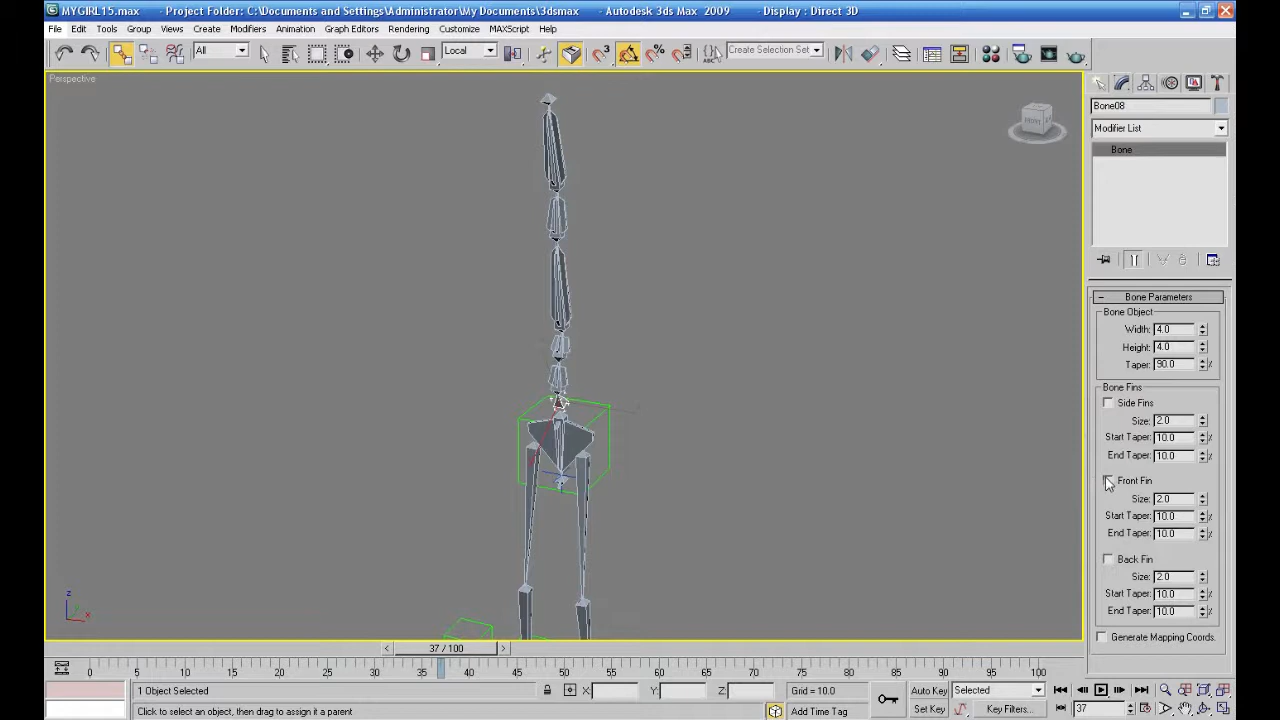 MYGIRL15.max - Project Folder: C:\Documents and Settings\Administrator\My Documents\3dsmax - Autodesk 3ds Max 2009 - Display : Direct 3D
File Edit Tools Group Views Create Modifiers Animation Graph Editors Rendering Customize MAXScript Help
All Local Create Selection Set
Perspective
Bone08
Modifier List
Bone
Bone Parameters
Bone Object
Width: 4.0
Height: 4.0
Taper: 90.0 %
Bone Fins
Side Fins
Size: 2.0
Start Taper: 10.0 %
End Taper: 10.0 %
Front Fin
Size: 2.0
Start Taper: 10.0 %
End Taper: 10.0 %
Back Fin
Size: 2.0
Start Taper: 10.0 %
End Taper: 10.0 %
Generate Mapping Coords.
z
x
37 / 100
0 5 10 15 20 25 30 35 40 45 50 55 60 65 70 75 80 85 90 95 100
1 Object Selected X: Y: Z: Grid = 10.0 Auto Key Selected
Click to select an object, then drag to assign it a parent Add Time Tag Set Key Key Filters... 37